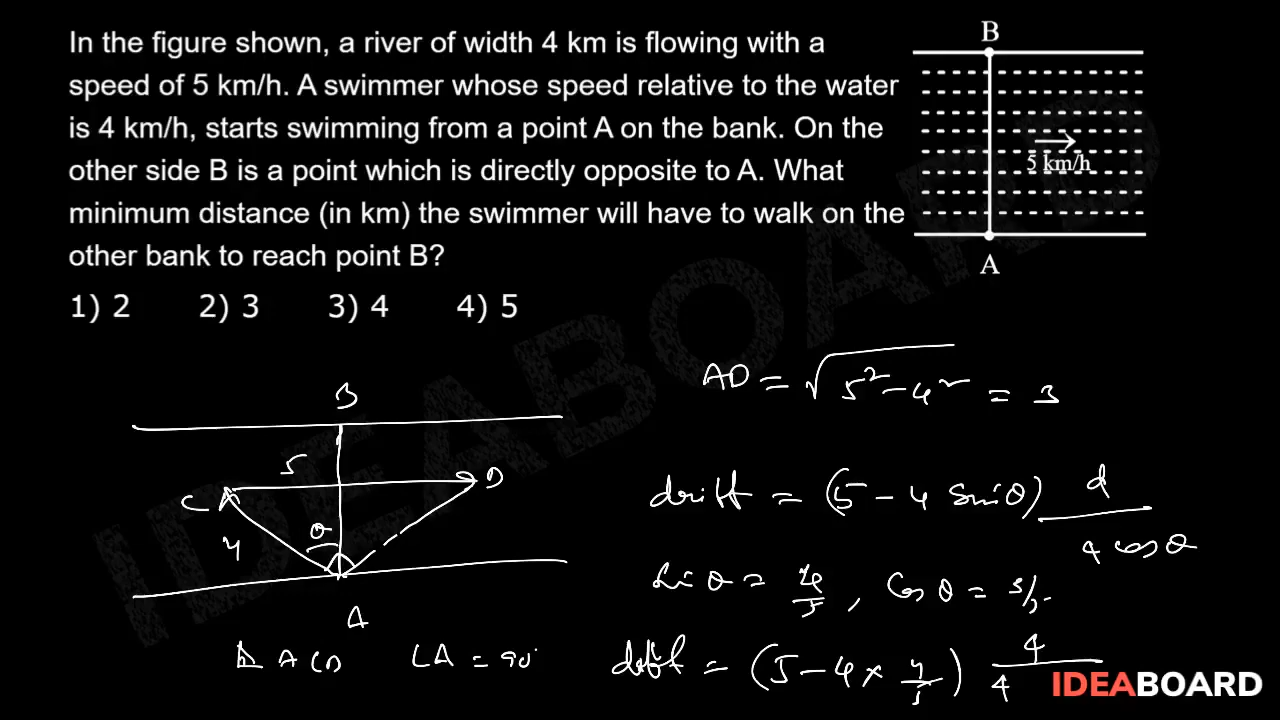 In the figure shown, a river of width 4 km is flowing with a
speed of 5 km/h. A swimmer whose speed relative to the water
is 4 km/h, starts swimming from a point A on the bank. On the
other side B is a point which is directly opposite to A. What
minimum distance (in km) the swimmer will have to walk on the
other bank to reach point B?
1) 2 2) 3 3) 4 4) 5
B
5 km/h
A
B
5
C
D
θ
4
A
AD = √5² - 4² = 3
drift = (5 - 4 sin θ) d / 4 cos θ
sin θ = 4/5, cos θ = 3/5
⊿ ACD ∠A = 90°
drift = (5 - 4 × 4/5) 4 / 4
IDEABOARD
IDEABOARD